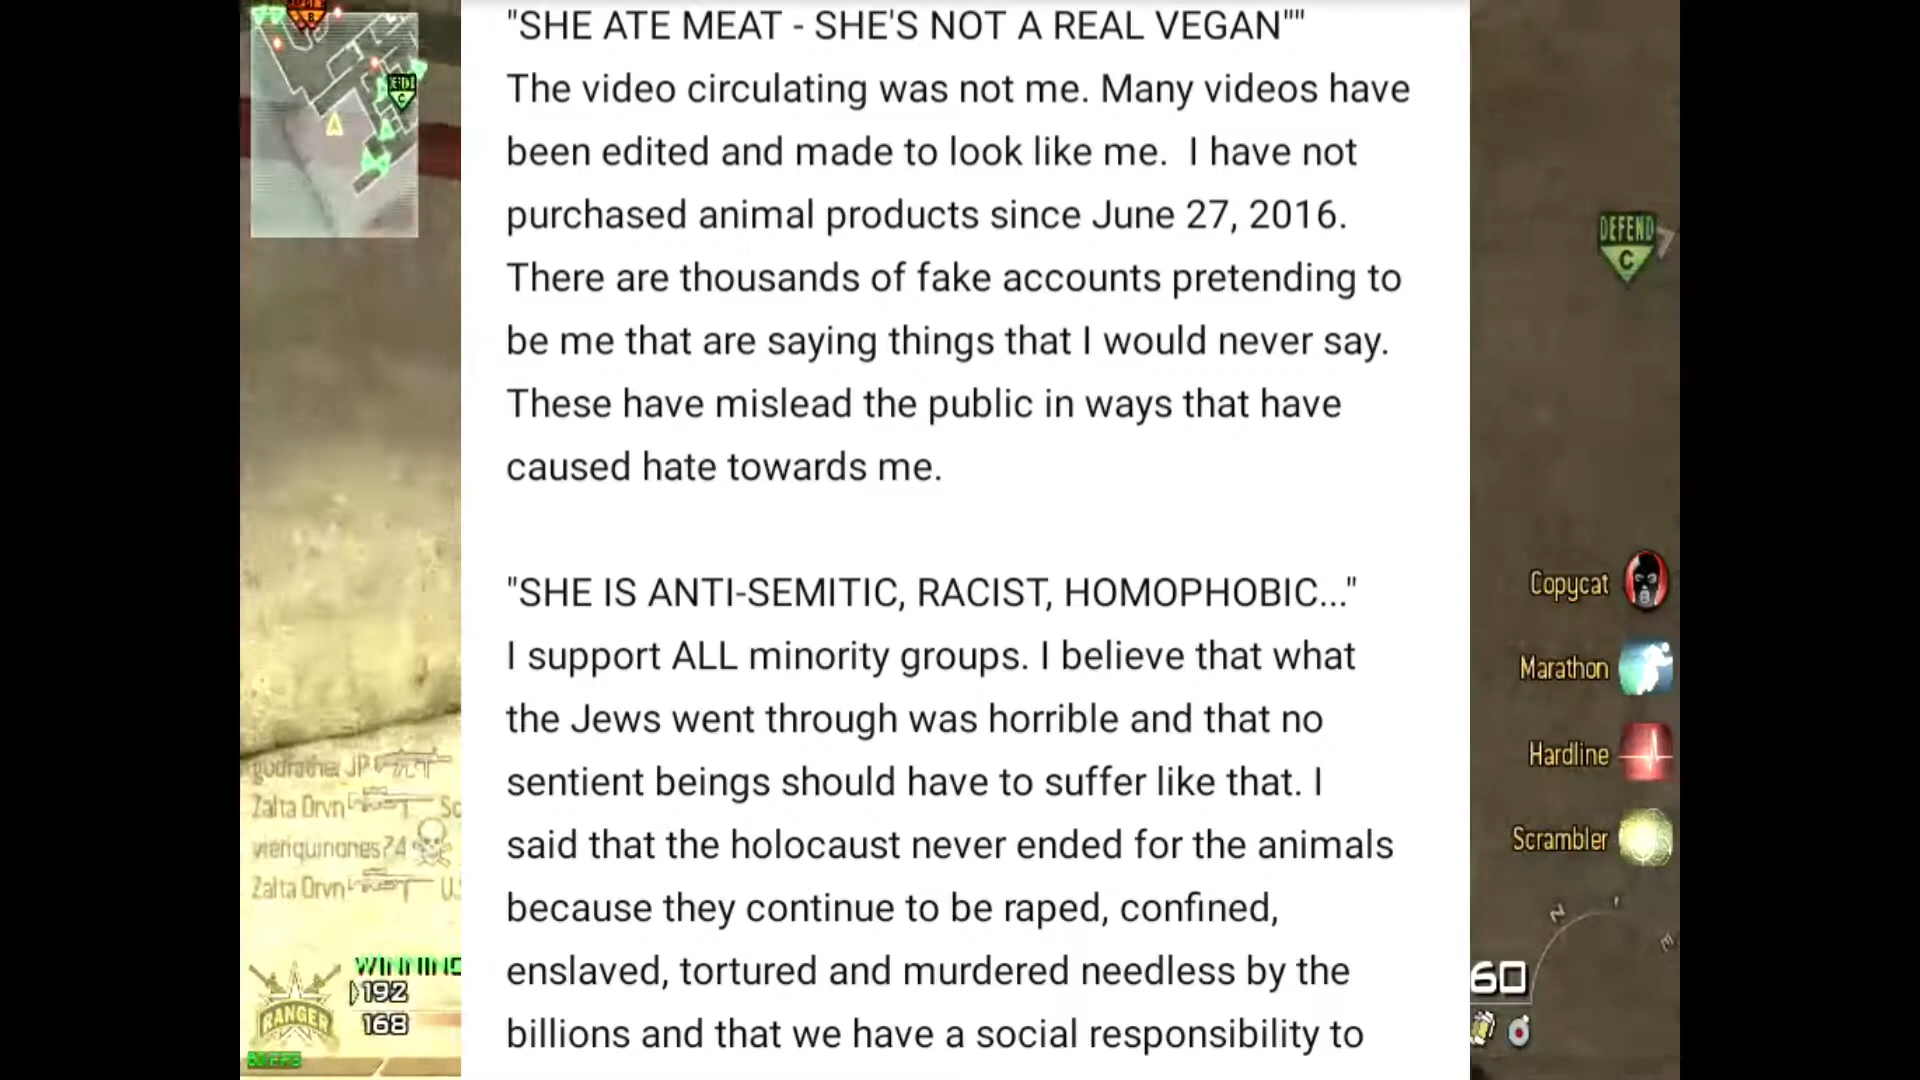 "SHE ATE MEAT - SHE'S NOT A REAL VEGAN""
The video circulating was not me. Many videos have
been edited and made to look like me.  I have not
purchased animal products since June 27, 2016.
There are thousands of fake accounts pretending to
be me that are saying things that I would never say.
These have mislead the public in ways that have
caused hate towards me.
"SHE IS ANTI-SEMITIC, RACIST, HOMOPHOBIC..."
I support ALL minority groups. I believe that what
the Jews went through was horrible and that no
sentient beings should have to suffer like that. I
said that the holocaust never ended for the animals
because they continue to be raped, confined,
enslaved, tortured and murdered needless by the
billions and that we have a social responsibility to
B
C
DEFEND
C
Copycat
Marathon
Hardline
Scrambler
godfather JP
Zalta Drvn Sc
vieriquinones74
Zalta Drvn U.
WINNING
192
168
RANGER
N
E
60